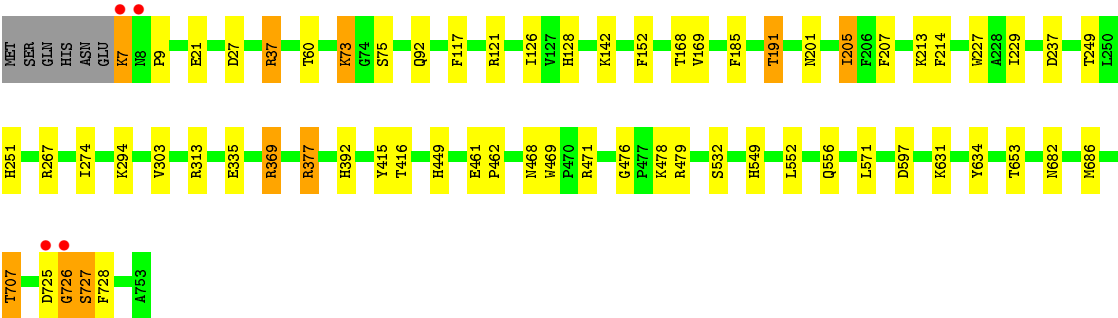 MET SER GLN HIS ASN GLU K7 N8 P9 E21 D27 R37 T60 K73 G74 S75 Q92 F117 R121 I126 V127 H128 K142 F152 T168 V169 F185 T191 N201 I205 F206 F207 K213 F214 W227 A228 I229 D237 T249 L250
H251 R267 I274 K294 V303 R313 E335 R369 R377 H392 Y415 T416 H449 E461 P462 N468 W469 P470 R471 G476 P477 K478 R479 S532 H549 L552 Q556 L571 D597 K631 Y634 T653 N682 M686
T707 D725 G726 S727 F728 A753